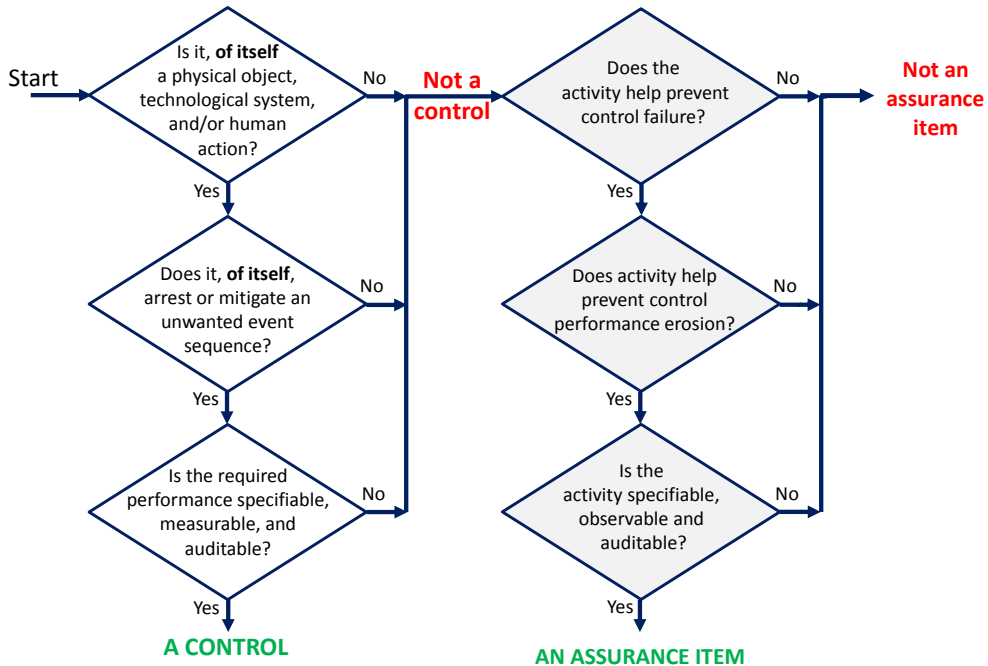 Start
Is it, of itself
a physical object,
technological system,
and/or human
action?
No
Yes
Does it, of itself,
arrest or mitigate an
unwanted event
sequence?
No
Yes
Is the required
performance specifiable,
measurable, and
auditable?
No
Yes
A CONTROL
Not a
control
Does the
activity help prevent
control failure?
No
Yes
Does activity help
prevent control
performance erosion?
No
Yes
Is the
activity specifiable,
observable and
auditable?
No
Yes
AN ASSURANCE ITEM
Not an
assurance
item